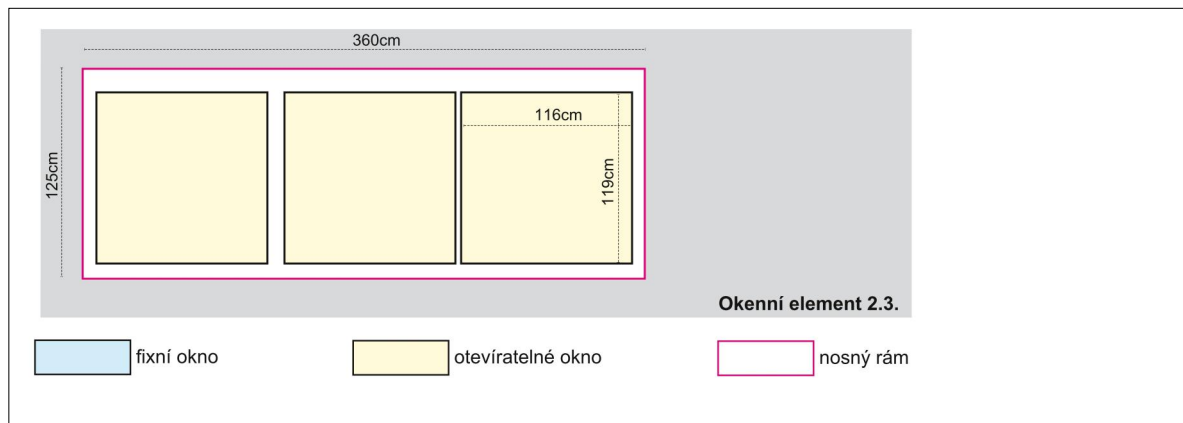 360cm
125cm
116cm
119cm
Okenní element 2.3.
fixní okno
otevíratelné okno
nosný rám